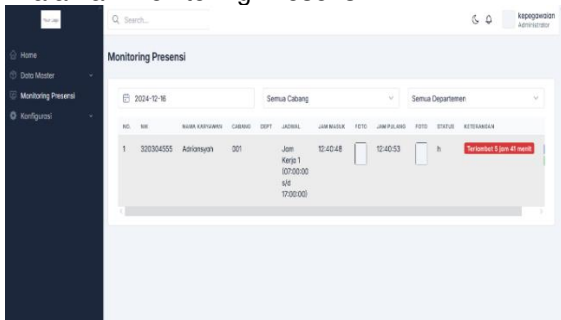 Search...
kepegawaian
Administrator
Home
Data Master
Monitoring Presensi
Konfigurasi
Monitoring Presensi
2024-12-16
Semua Cabang
Semua Departemen
NO. NIK NAMA KARYAWAN CABANG DEPT JADWAL JAM MASUK FOTO JAM PULANG FOTO STATUS KETERANGAN
1 320304555 Adriansyah 001 Jam 12:40:48 12:40:53 h Terlambat 5 jam 41 menit
Kerja 1
(07:00:00
s/d
17:00:00)